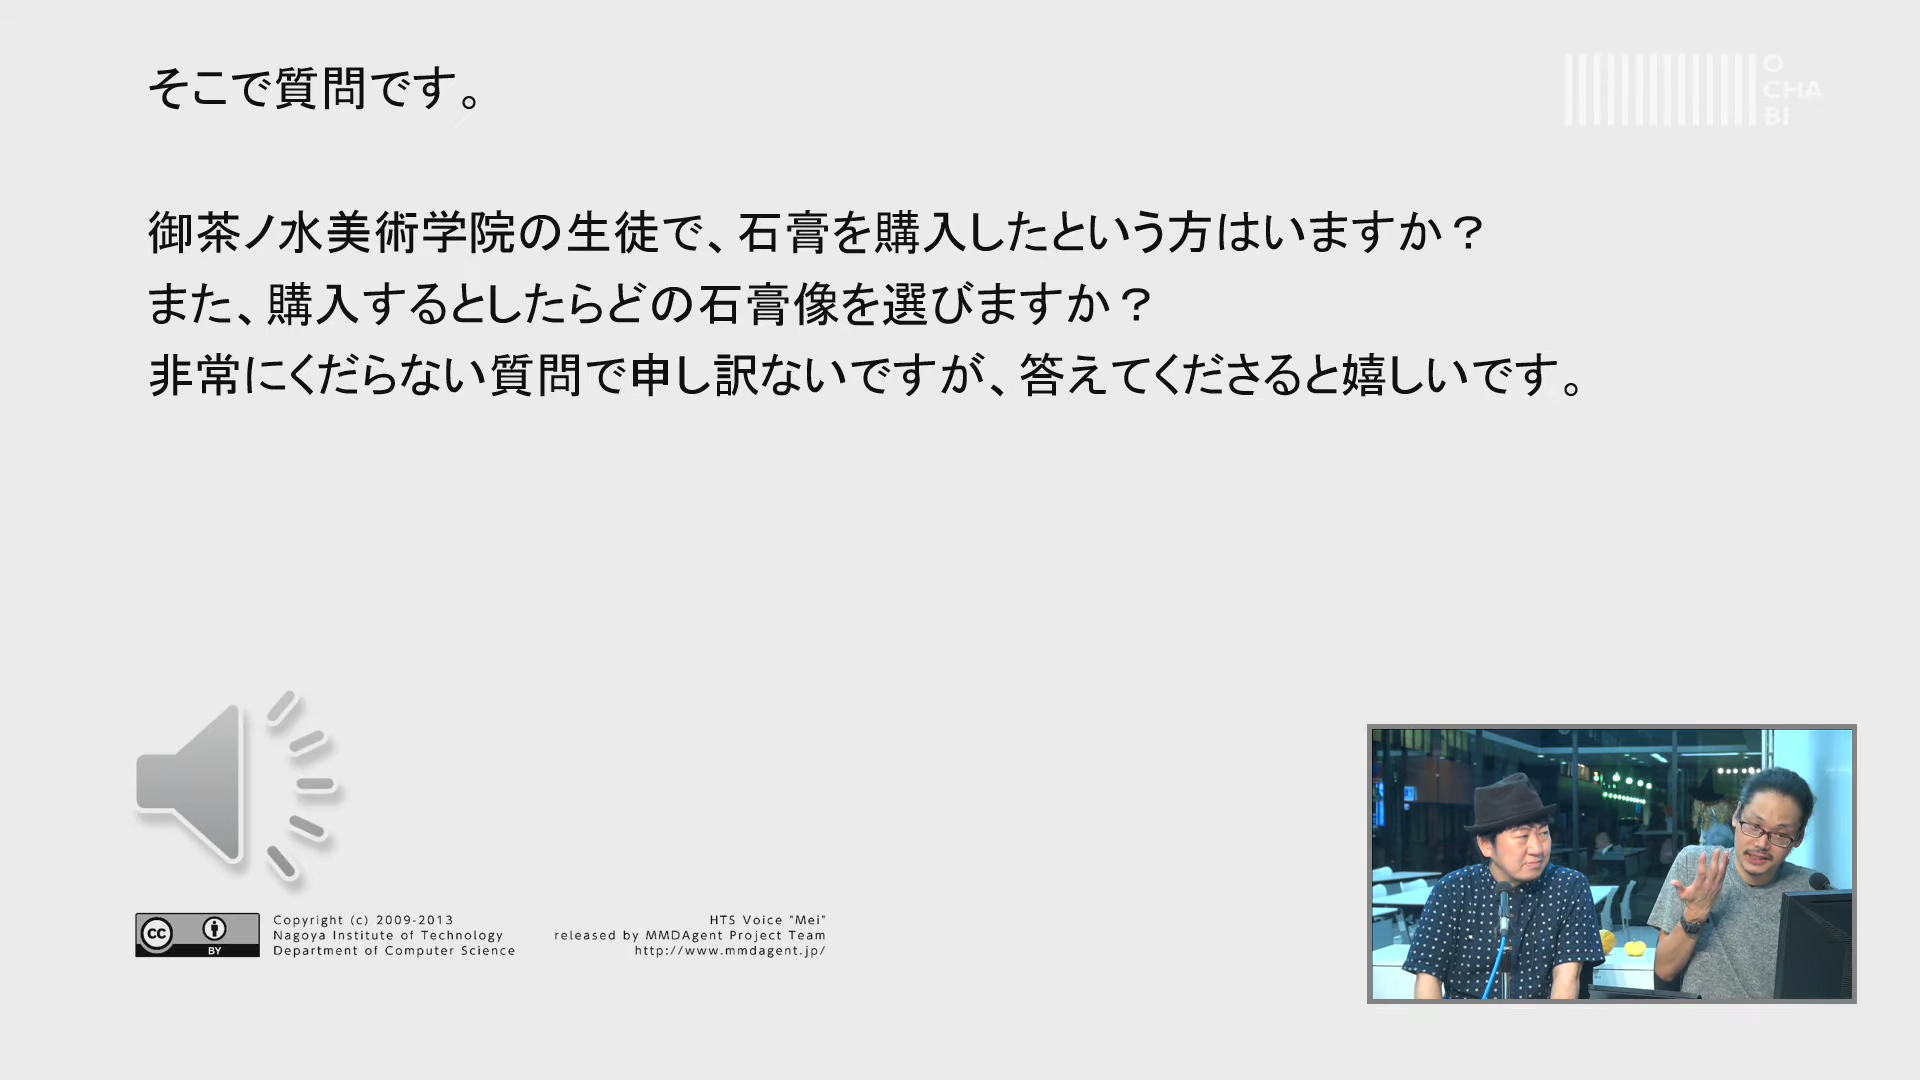 そこで質問です。
O
CHA
BI
御茶ノ水美術学院の生徒で、石膏を購入したという方はいますか？
また、購入するとしたらどの石膏像を選びますか？
非常にくだらない質問で申し訳ないですが、答えてくださると嬉しいです。
cc
BY
Copyright (c) 2009-2013
Nagoya Institute of Technology
Department of Computer Science
HTS Voice "Mei"
released by MMDAgent Project Team
http://www.mmdagent.jp/